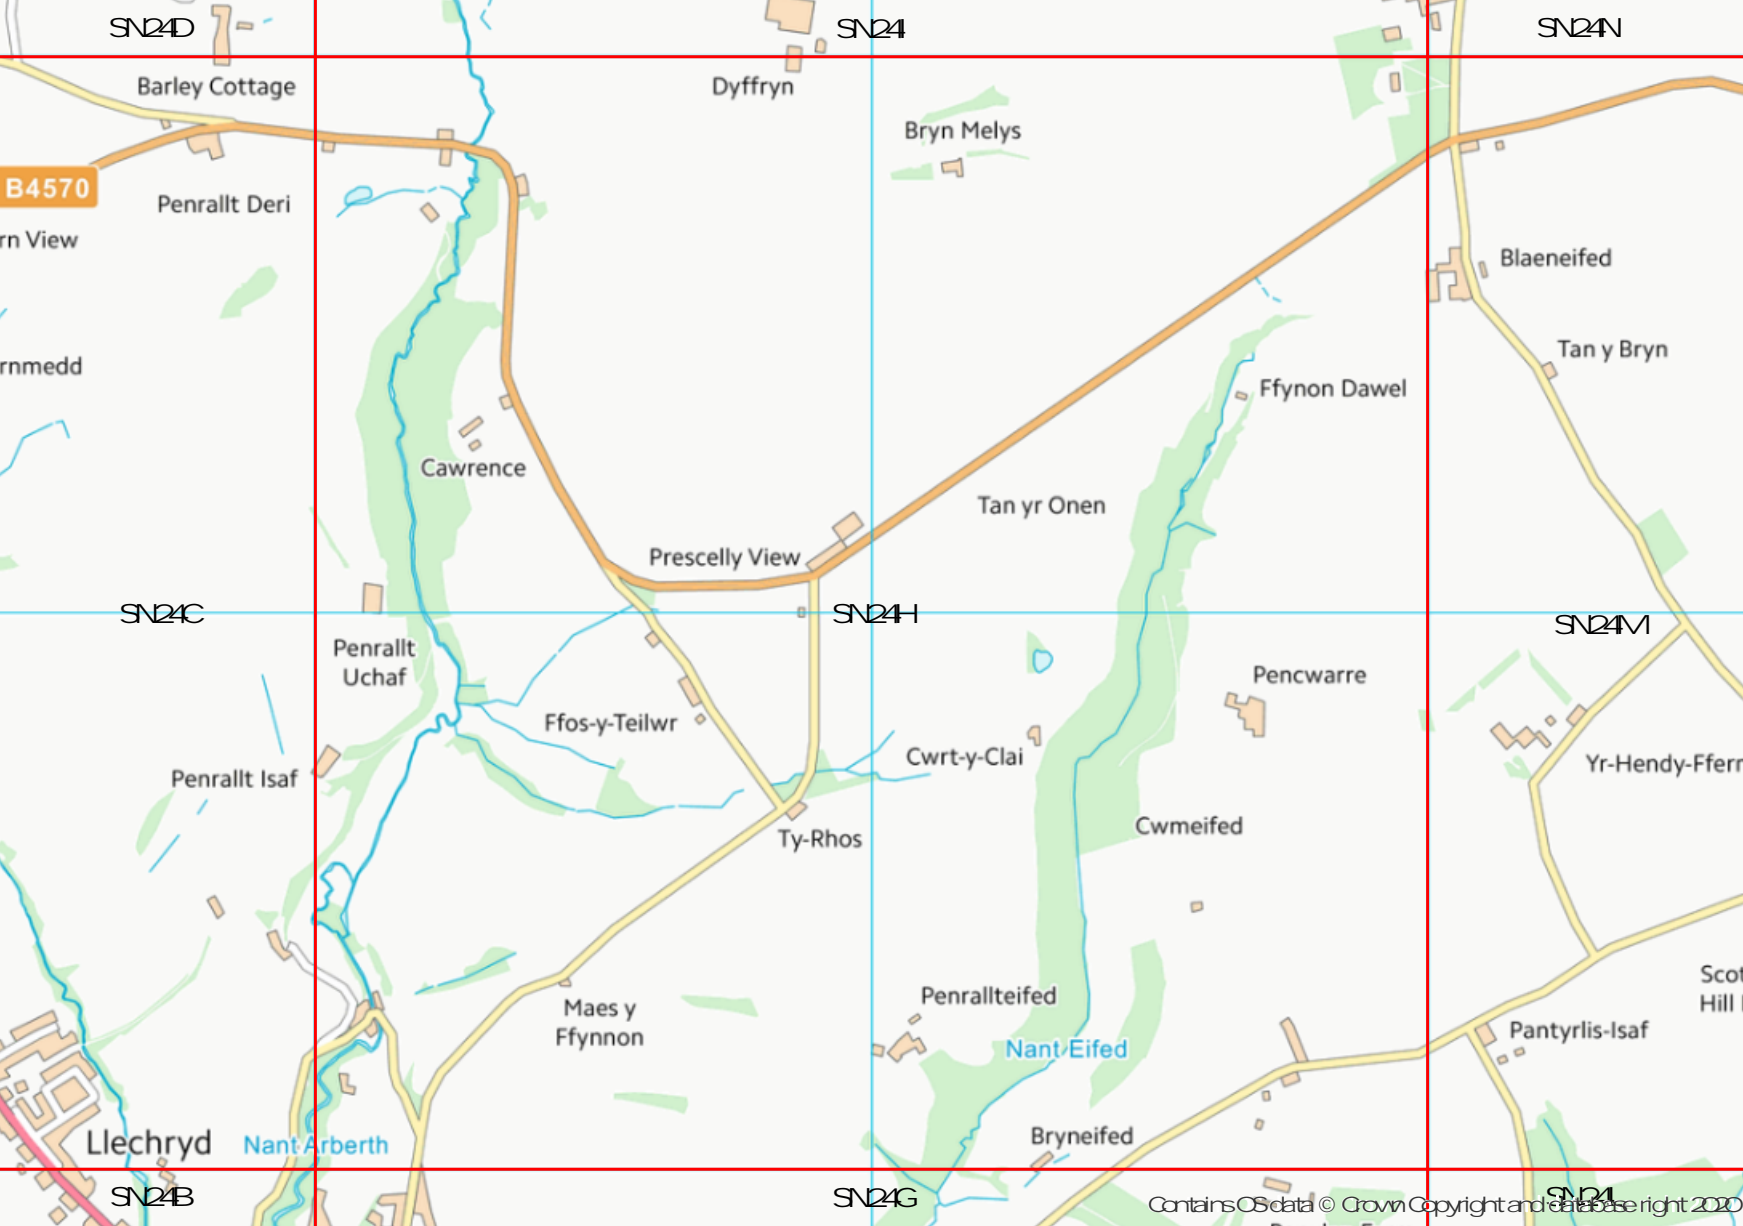 SN24D
SN24I
SN24N
Barley Cottage
Dyffryn
Bryn Melys
B4570
Penrallt Deri
rn View
Blaeneifed
Tan y Bryn
rnmedd
Ffynon Dawel
Cawrence
Tan yr Onen
Prescelly View
SN24C
SN24H
SN24M
Penrallt
Uchaf
Pencwarre
Ffos-y-Teilwr
Cwrt-y-Clai
Yr-Hendy-Ffer
Penrallt Isaf
Cwmeifed
Ty-Rhos
Scot
Hill
Penrallteifed
Maes y
Ffynnon
Pantyrlis-Isaf
Nant Eifed
Llechryd
Nant Arberth
Bryneifed
SN24B
SN24G
SN24L
Contains OS data © Crown Copyright and database right 2020